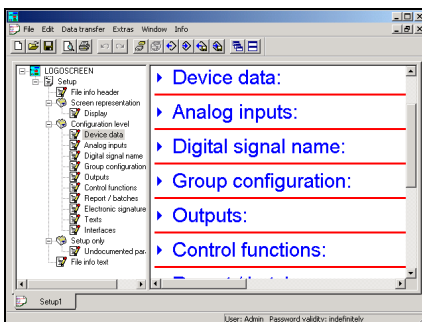 File Edit Data transfer Extras Window Info
LOGOSCREEN
Setup
File info header
Screen representation
Display
Configuration level
Device data
Analog inputs
Digital signal name
Group configuration
Outputs
Control functions
Report / batches
Electronic signature
Texts
Interfaces
Setup only
Undocumented par
File info text
Device data:
Analog inputs:
Digital signal name:
Group configuration:
Outputs:
Control functions:
Setup1
User: Admin Password validity: indefinitely